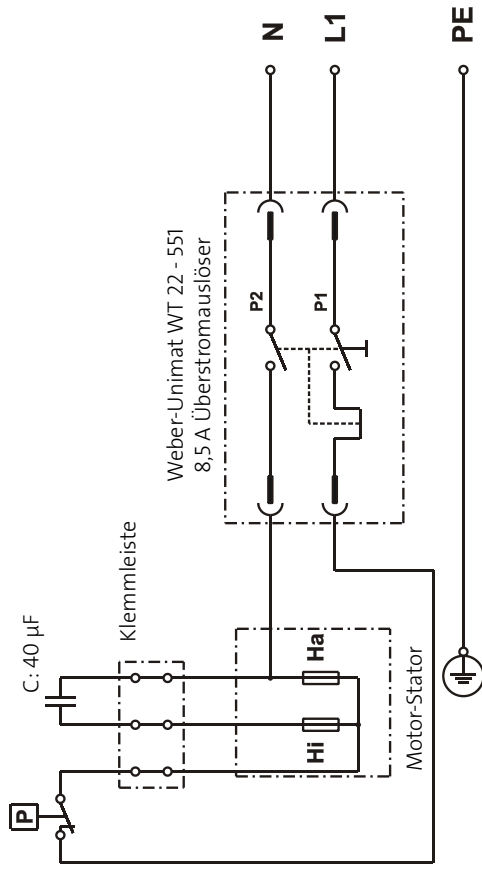 N
L1
PE
Weber-Unimat WT 22 - 551
8,5 A Überstromauslöser
P2
P1
Klemmleiste
C: 40 µF
P
Ha
Hi
Motor-Stator